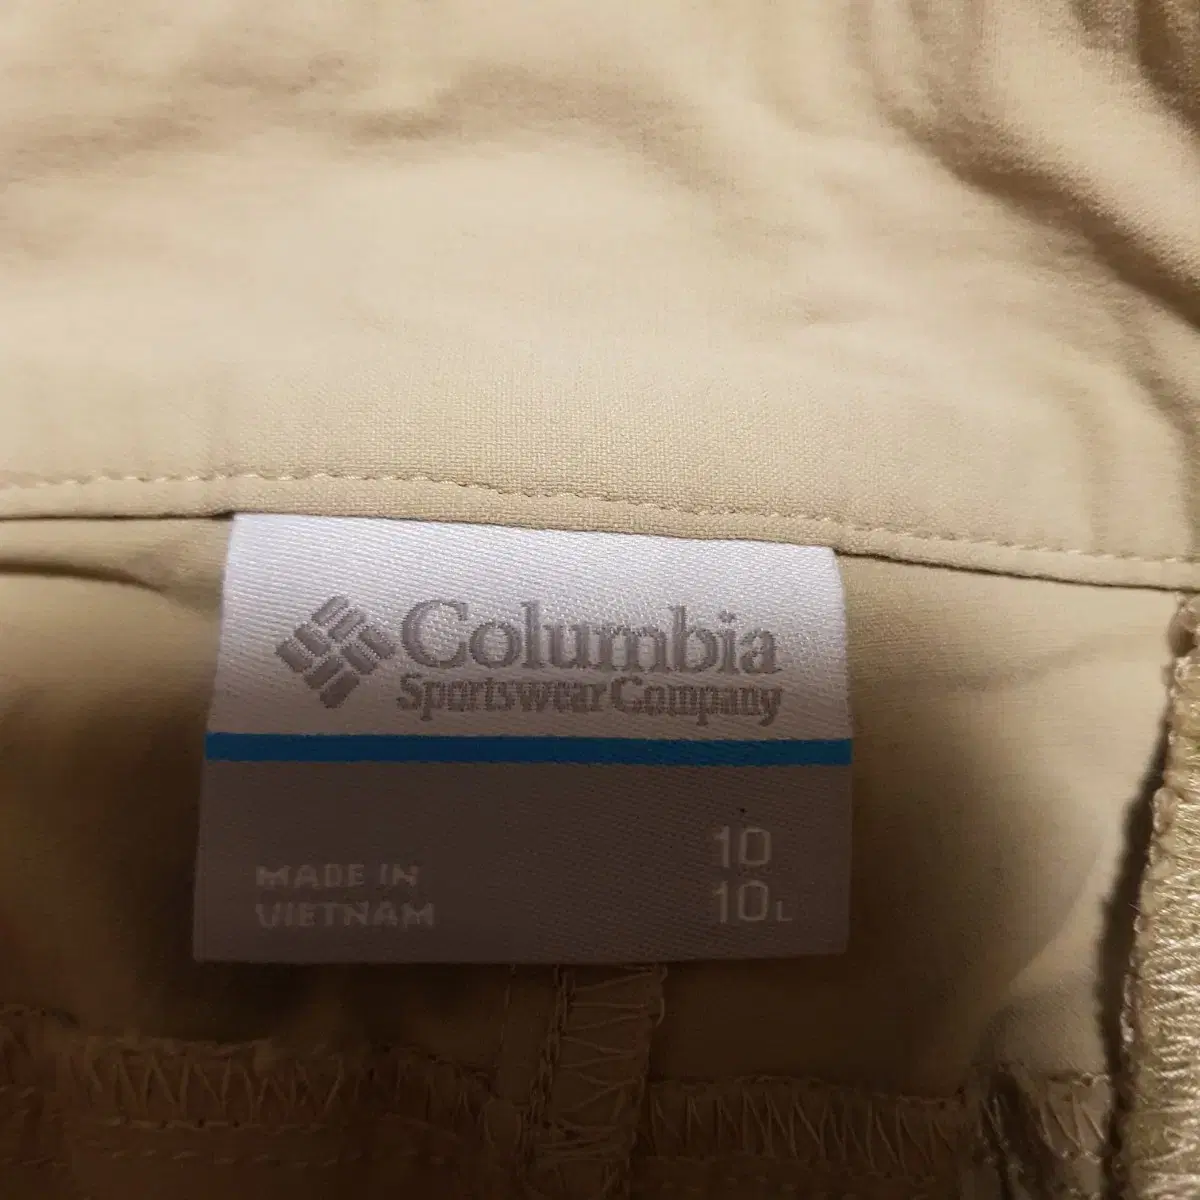 Columbia
Sportswear Company
10
10L
MADE IN
VIETNAM